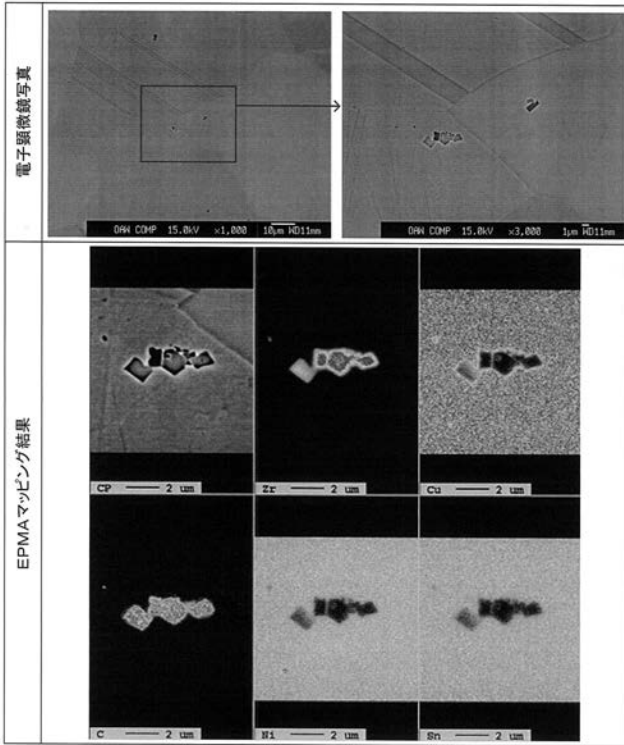 電子顕微鏡写真
OAW COMP 15.0kV ×1,000 10μm WD11mm
OAW COMP 15.0kV ×3,000 1μm WD11mm
EPMAマッピング結果
CP 2 um
Zr 2 um
Cu 2 um
C 2 um
Ni 2 um
Sn 2 um